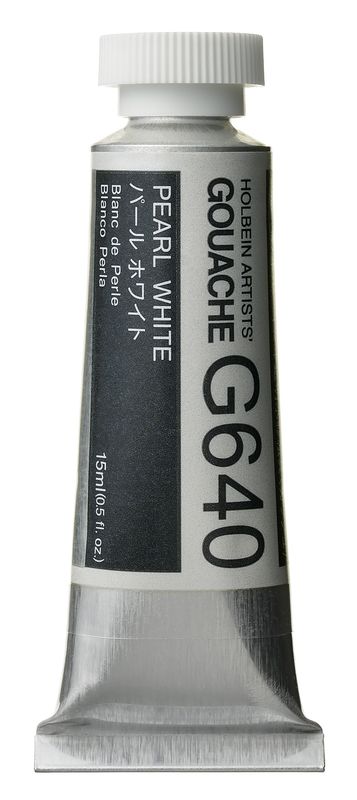 HOLBEIN ARTISTS'
GOUACHE G640
PEARL WHITE
パール ホワイト
Blanc de Perle
Blanco Perla
15ml(0.5 fl. oz.)